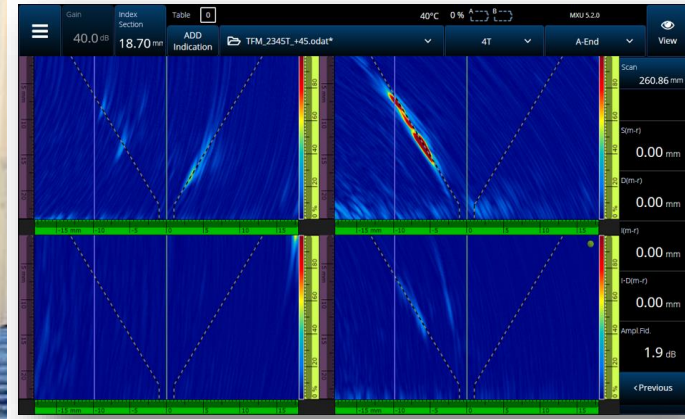 Gain
40.0 dB
Index
Section
18.70 mm
Table 0
ADD
Indication
TFM_2345T_+45.odat*
40°C 0 % A B
MXU 5.2.0
4T
A-End
View
Scan
260.86 mm
S(m-r)
0.00 mm
D(m-r)
0.00 mm
I(m-r)
0.00 mm
I-D(m-r)
0.00 mm
Ampl.Fid.
1.9 dB
<Previous
-15 mm -10 -5 0 5 10 15
-15 mm -10 -5 0 5 10 15
-15 mm -10 -5 0 5 10 15
-15 mm -10 -5 0 5 10 15